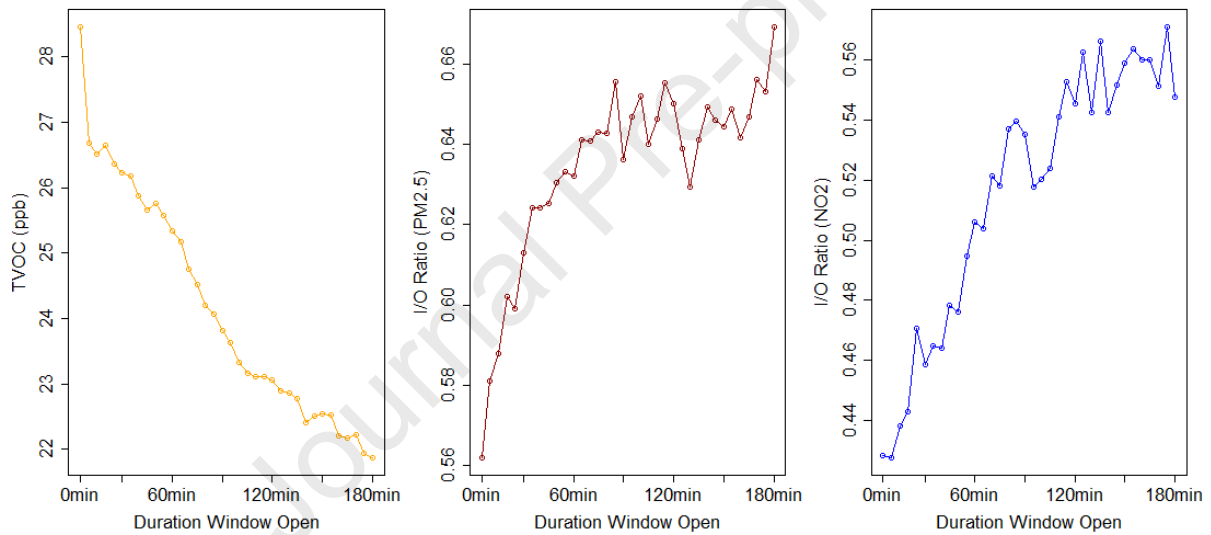 TVOC (ppb)
28
27
26
25
24
23
22
0min
60min
120min
180min
Duration Window Open
I/O Ratio (PM2.5)
0.66
0.64
0.62
0.60
0.58
0.56
0min
60min
120min
180min
Duration Window Open
I/O Ratio (NO2)
0.56
0.54
0.52
0.50
0.48
0.46
0.44
0min
60min
120min
180min
Duration Window Open
Journal Pre-p